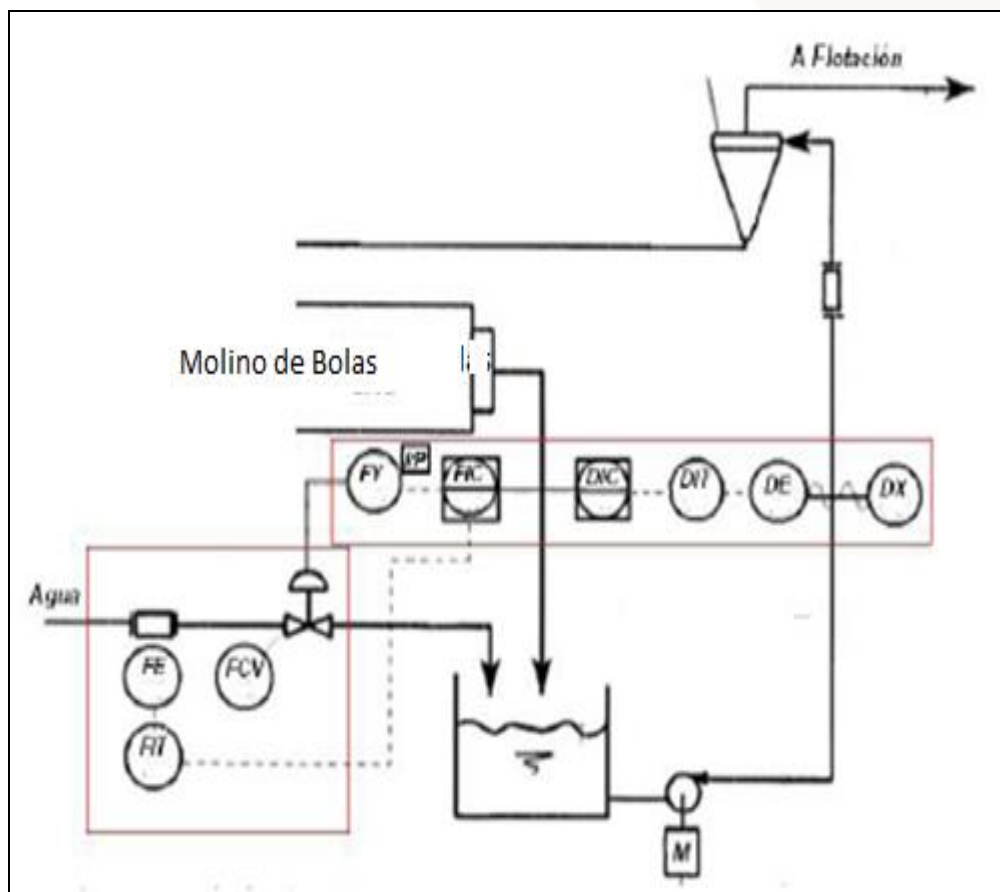 A Flotación
Molino de Bolas
FY
I/P
FIC
DIC
DIT
DE
DX
Agua
FE
FCV
FIT
M